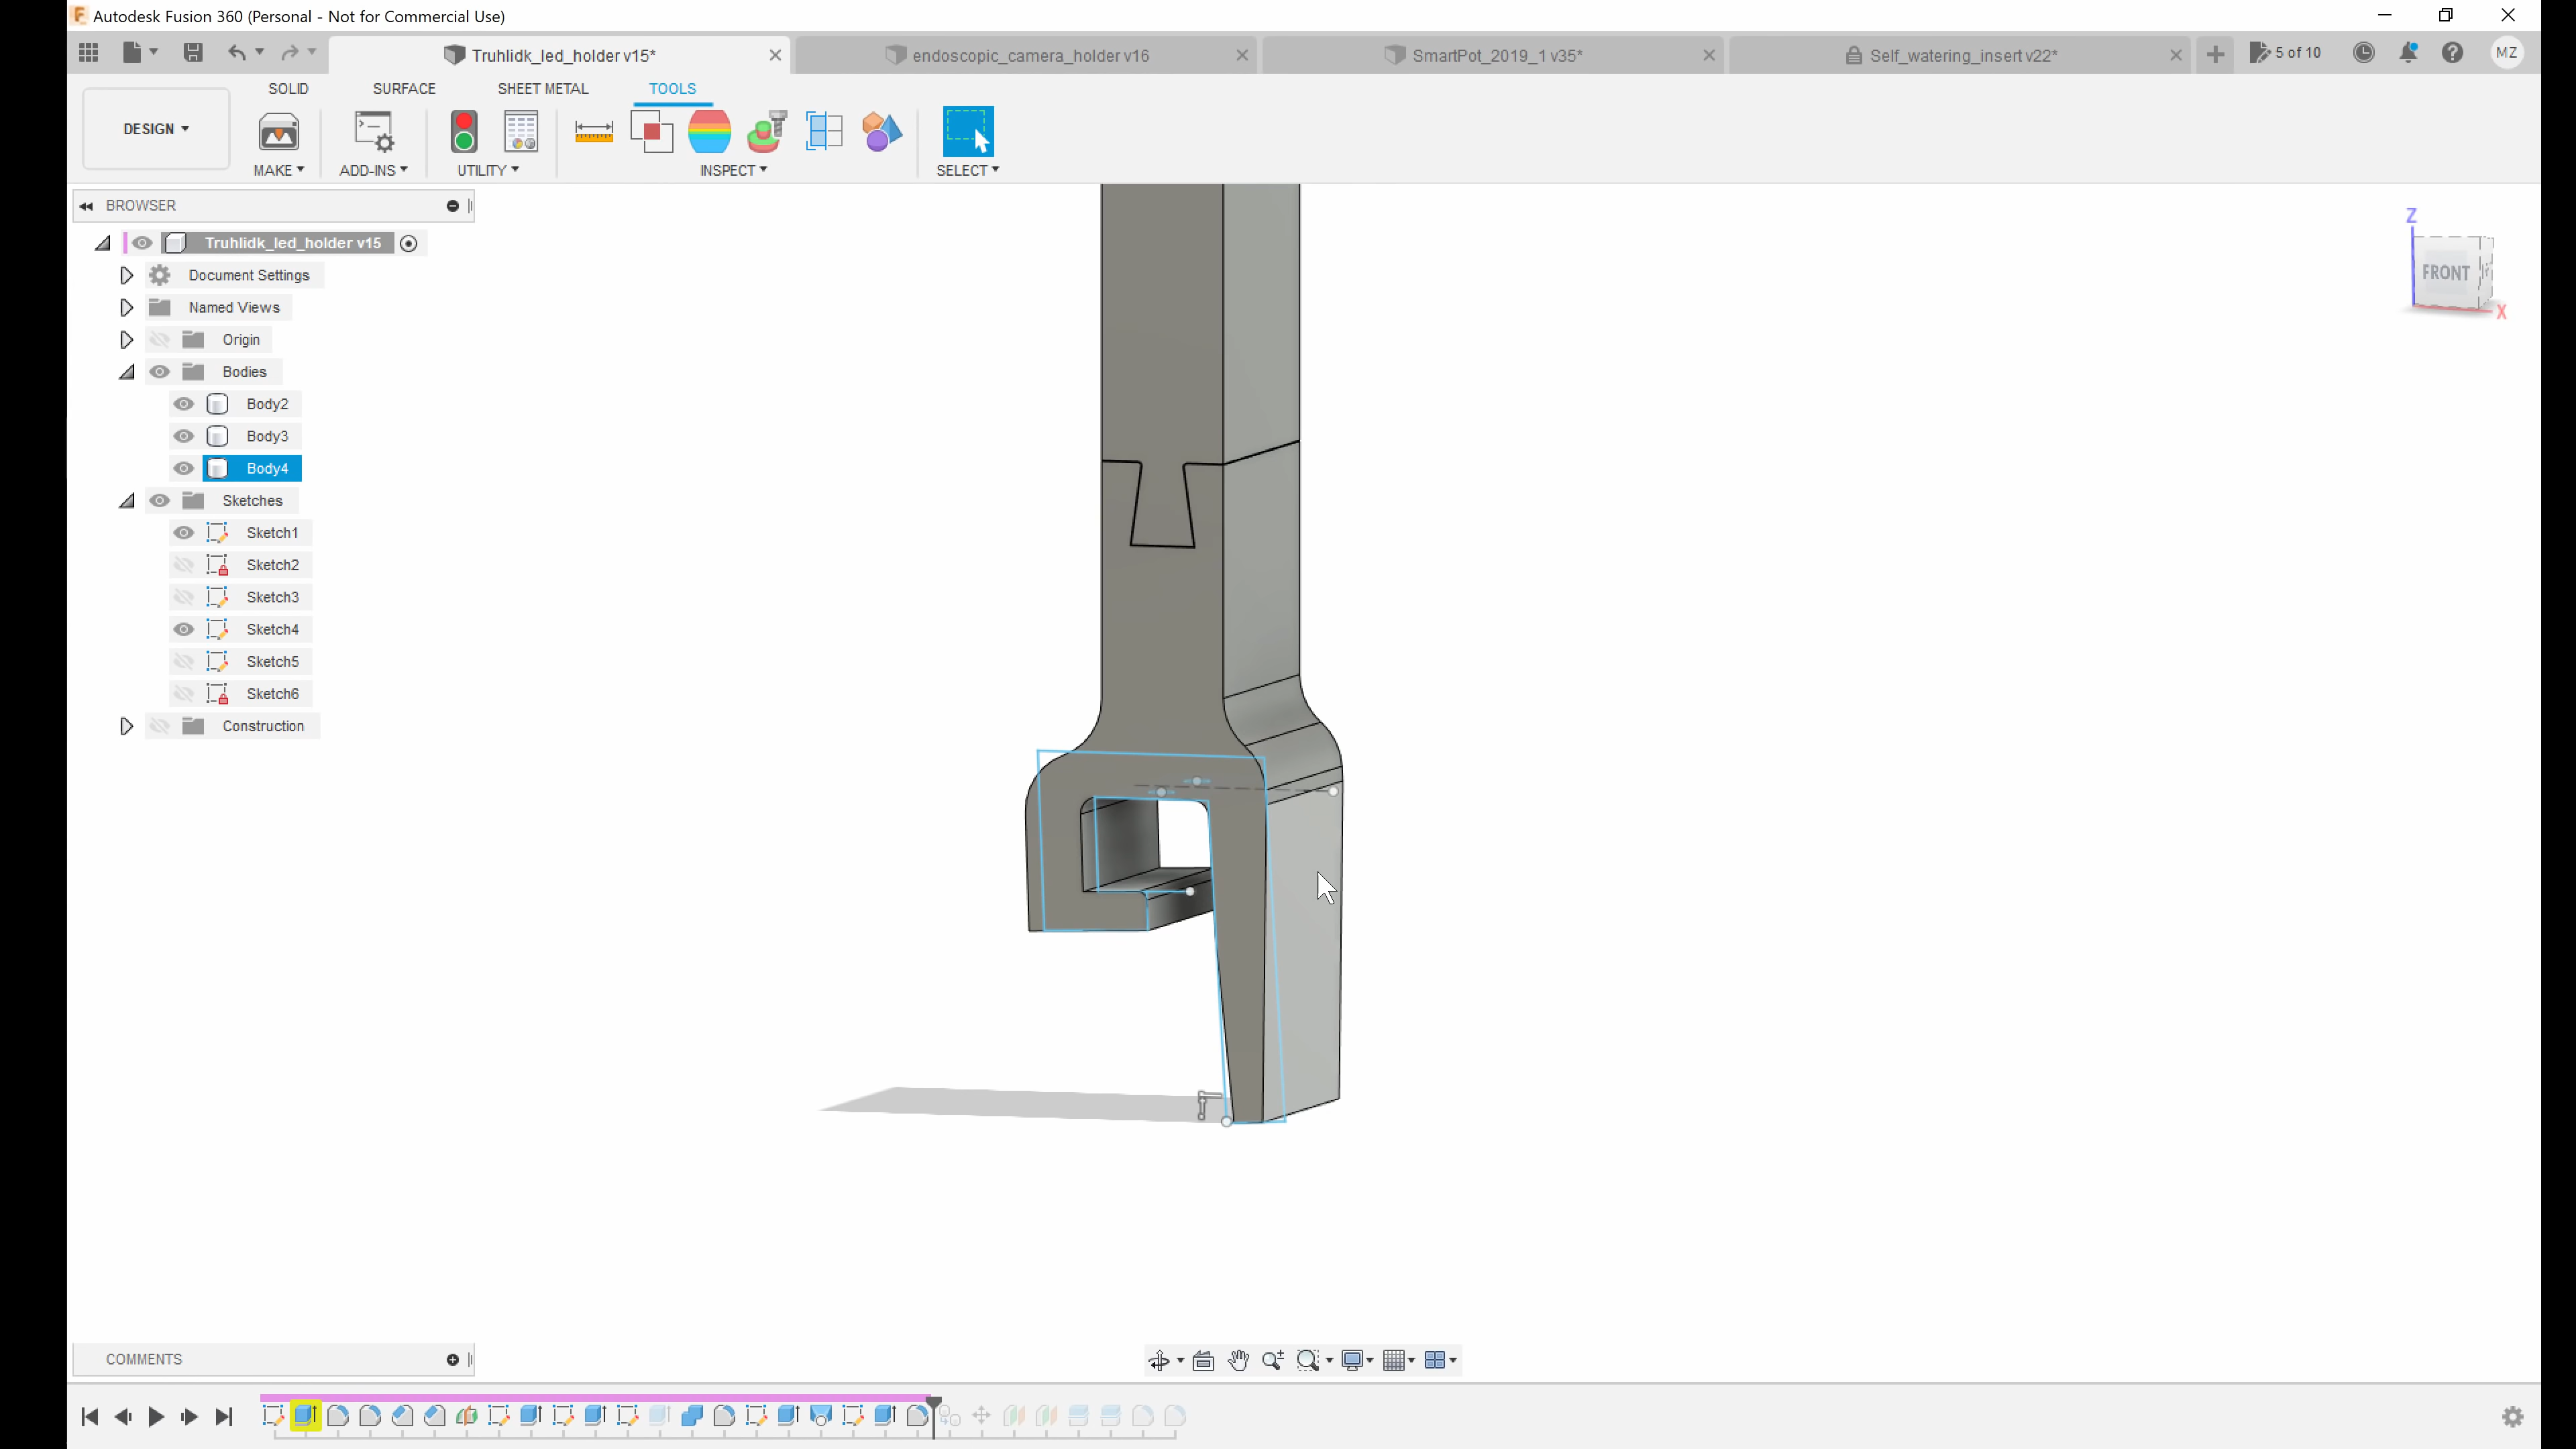 Autodesk Fusion 360 (Personal - Not for Commercial Use)
Truhlidk_led_holder v15*
endoscopic_camera_holder v16
SmartPot_2019_1 v35*
Self_watering_insert v22*
5 of 10
MZ
SOLID
SURFACE
SHEET METAL
TOOLS
DESIGN
MAKE
ADD-INS
UTILITY
INSPECT
SELECT
BROWSER
Truhlidk_led_holder v15
Document Settings
Named Views
Origin
Bodies
Body2
Body3
Body4
Sketches
Sketch1
Sketch2
Sketch3
Sketch4
Sketch5
Sketch6
Construction
Z
FRONT
X
COMMENTS